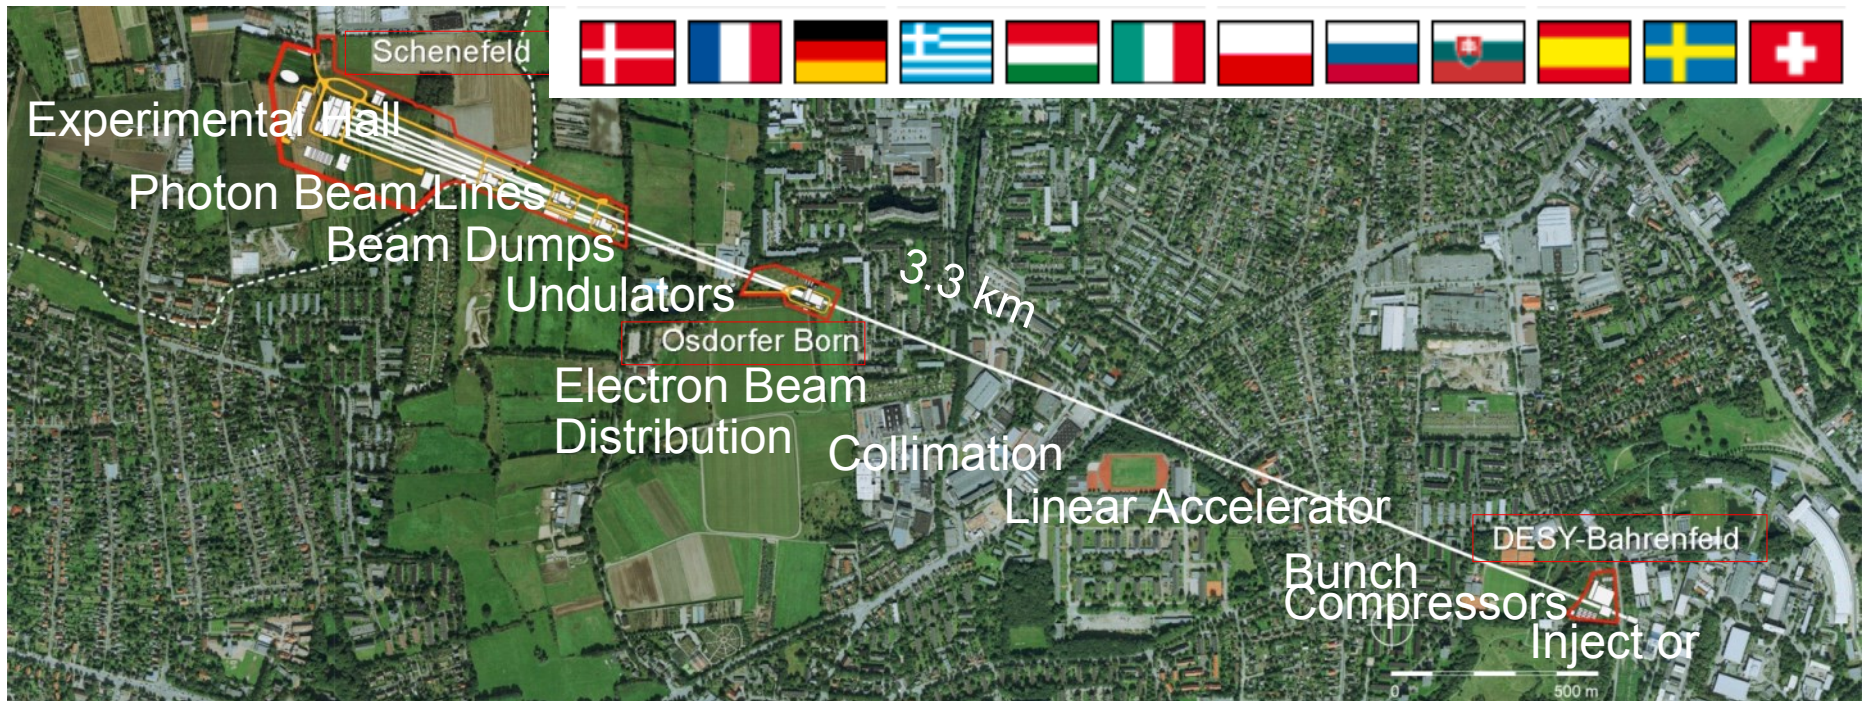 Schenefeld
Experimental Hall
Photon Beam Lines
Beam Dumps
Undulators
3.3 km
Osdorfer Born
Electron Beam
Distribution
Collimation
Linear Accelerator
DESY-Bahrenfeld
Bunch
Compressors
Inject or
0 500 m